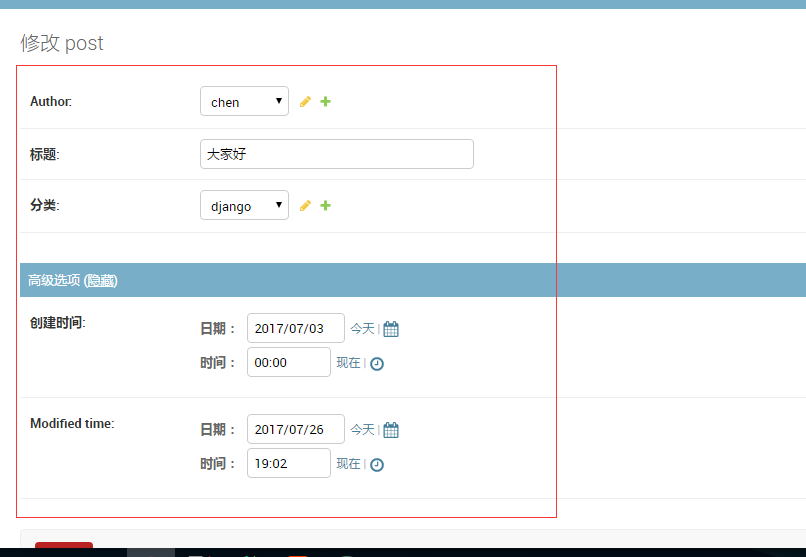 修改 post
Author: chen
标题: 大家好
分类: django
高级选项 (隐藏)
创建时间: 日期： 2017/07/03 今天 |
时间： 00:00 现在 |
Modified time: 日期： 2017/07/26 今天 |
时间： 19:02 现在 |